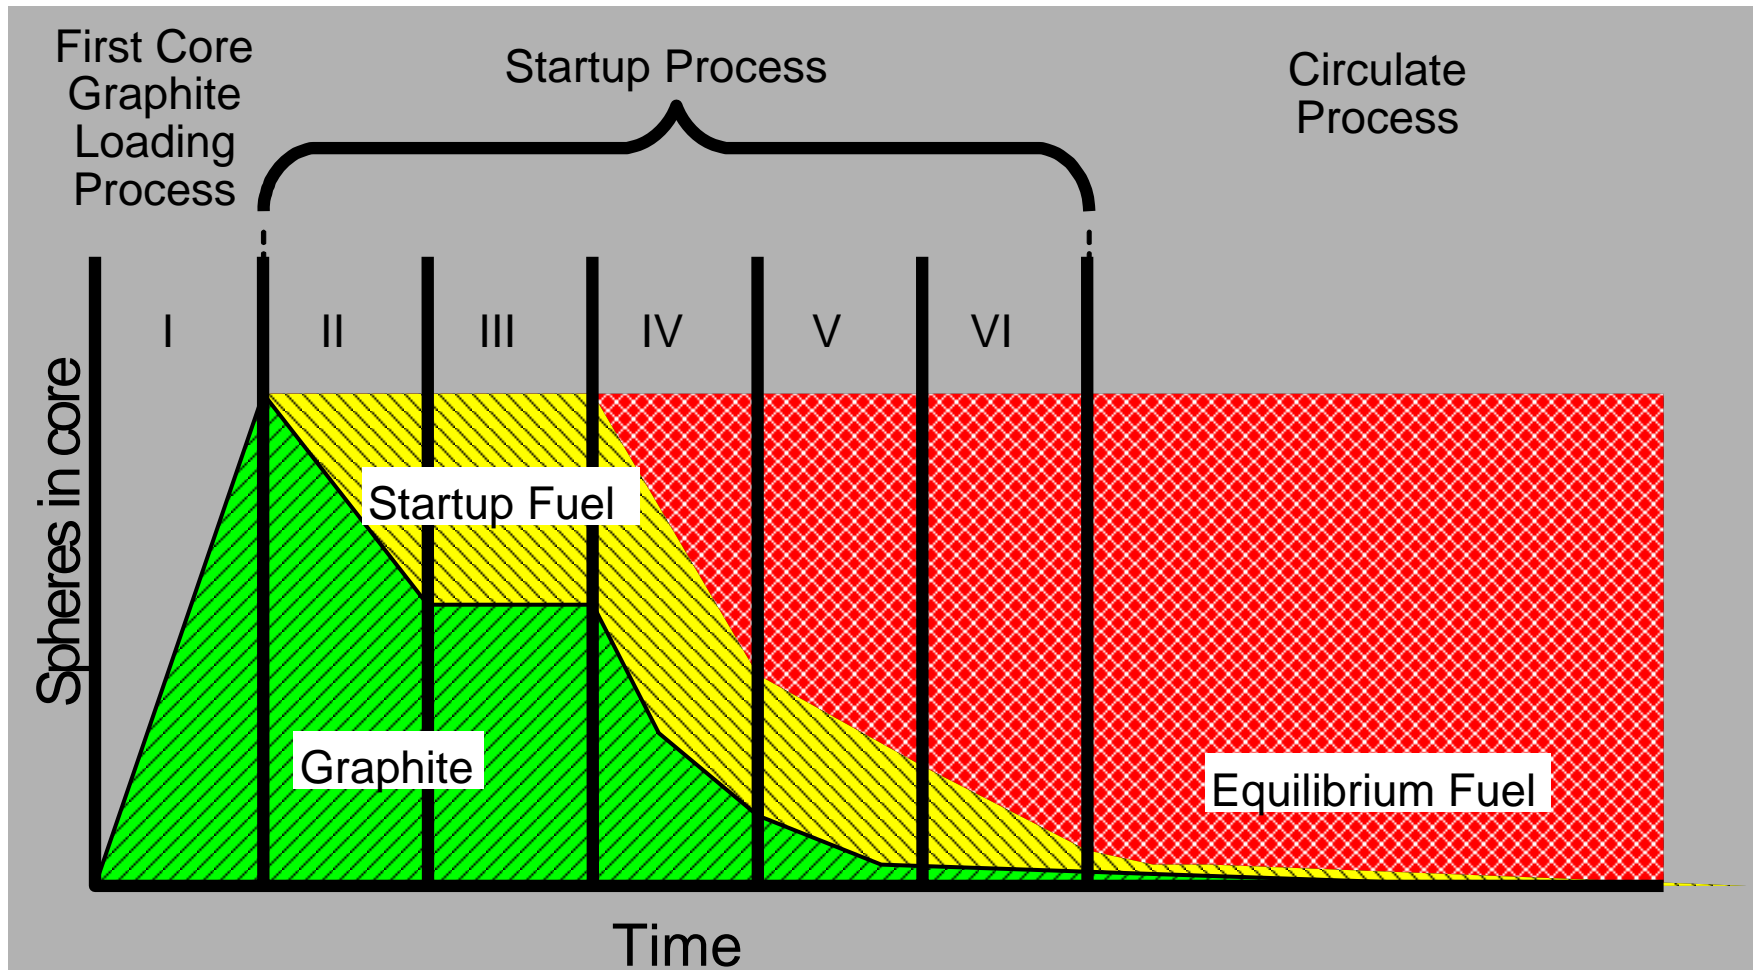 First Core
Graphite
Loading
Process
Startup Process
Circulate
Process
I
II
III
IV
V
VI
Spheres in core
Startup Fuel
Graphite
Equilibrium Fuel
Time